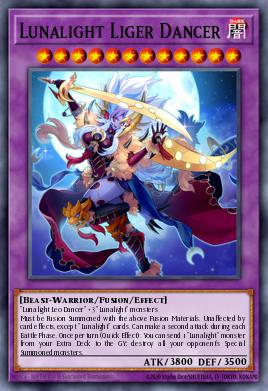 LUNALIGHT LIGER DANCER
DARK
闇
[BEAST-WARRIOR/FUSION/EFFECT]
"Lunalight Leo Dancer" + 3 "Lunalight" monsters
Must be Fusion Summoned with the above Fusion Materials. Unaffected
by card effects, except "Lunalight" cards. Can make a second attack during each
Battle Phase. Once per turn (Quick Effect): You can send 1 "Lunalight" monster
from your Extra Deck to the GY; destroy all your opponent's Special
Summoned monsters.
ATK/3800 DEF/3500